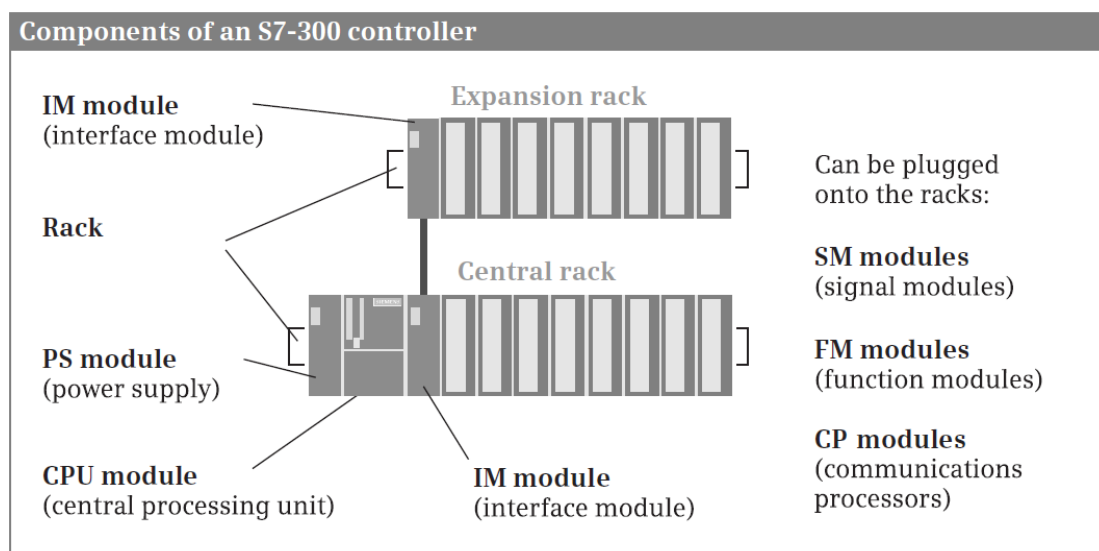 Components of an S7-300 controller
IM module
(interface module)
Rack
PS module
(power supply)
CPU module
(central processing unit)
Expansion rack
Central rack
SIEMENS
IM module
(interface module)
Can be plugged
onto the racks:
SM modules
(signal modules)
FM modules
(function modules)
CP modules
(communications
processors)